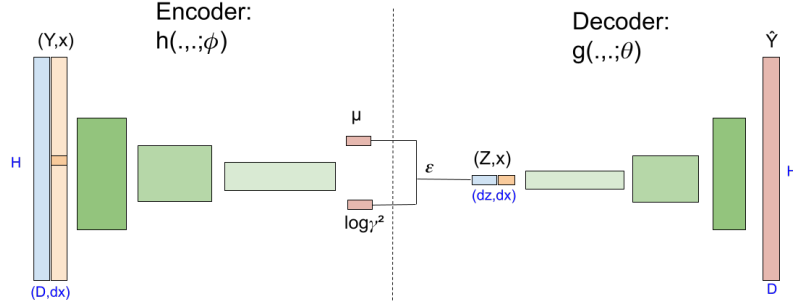 Encoder:
h(.,.;ϕ)
Decoder:
g(.,.;θ)
(Y,x)
Ŷ
H
μ
ε
logγ²
(Z,x)
(dz,dx)
H
(D,dx)
D